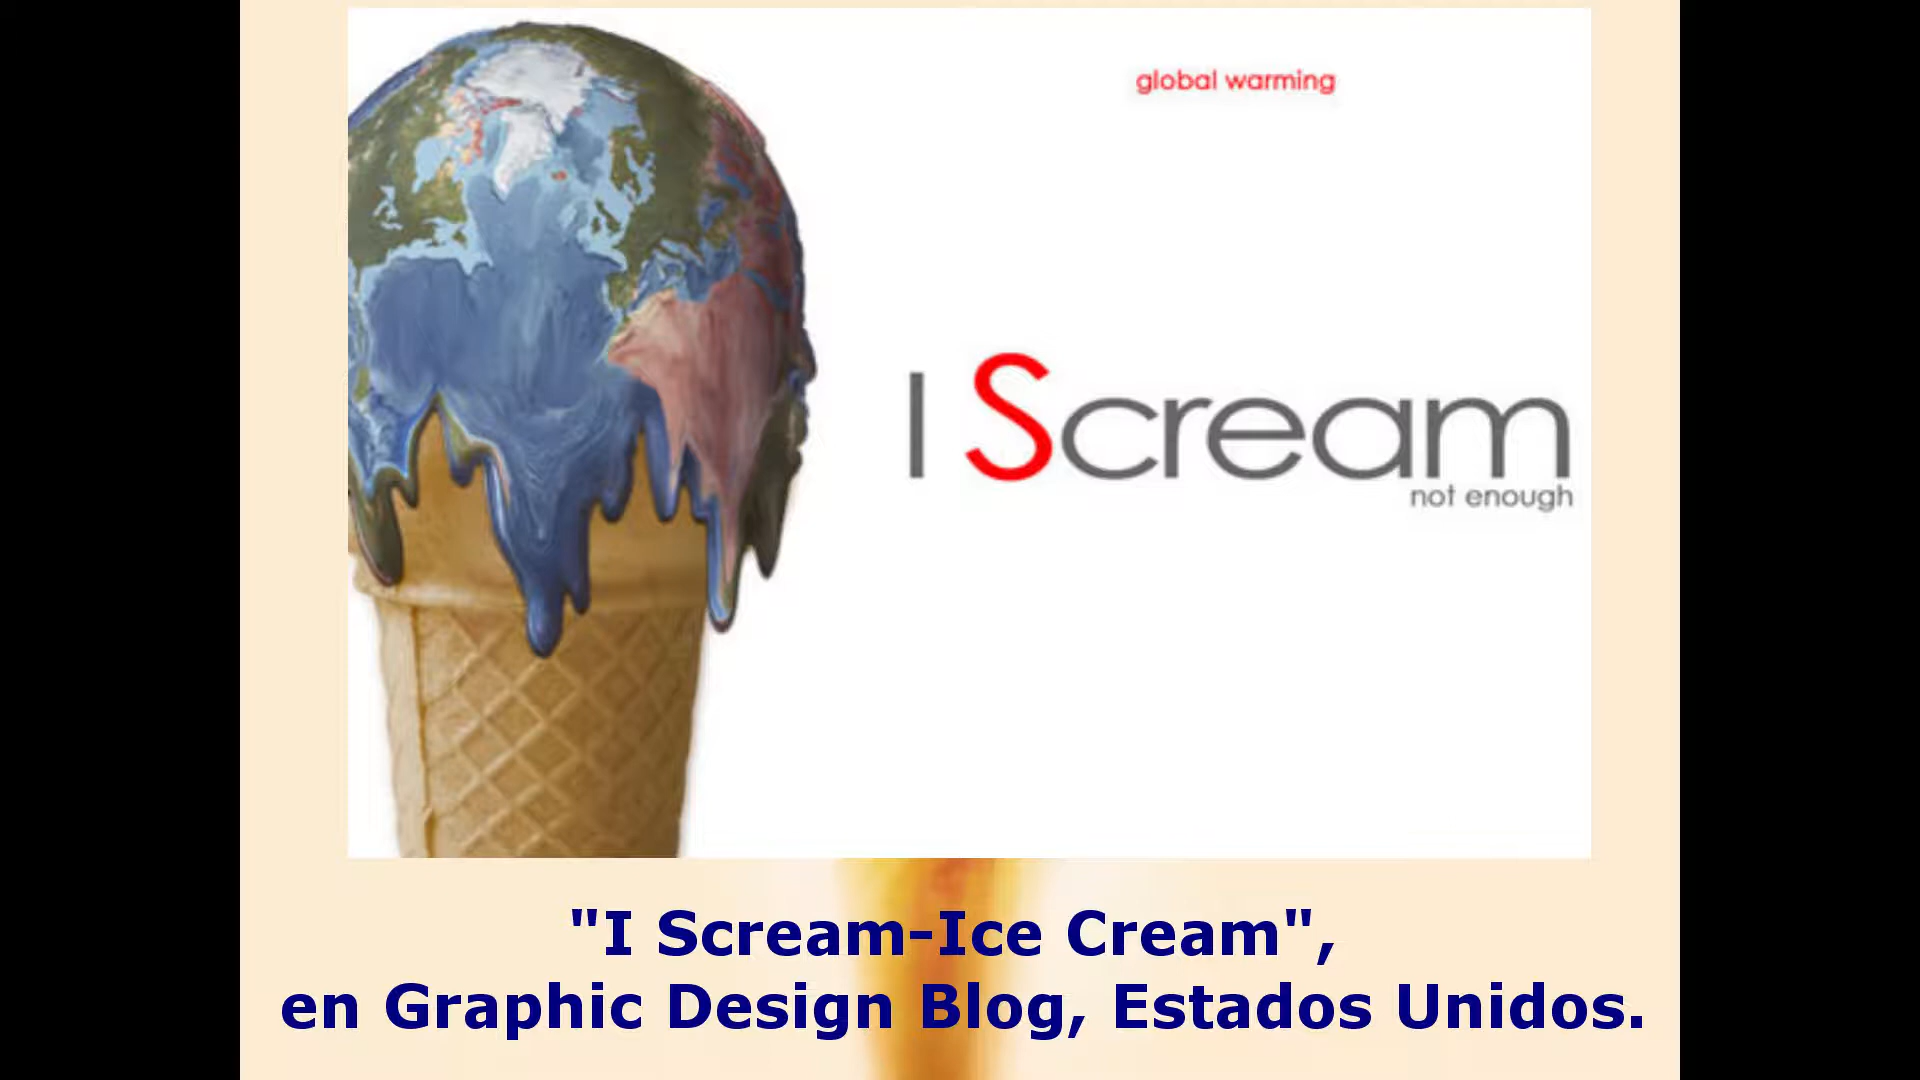 global warming
I Scream
not enough
"I Scream-Ice Cream",
en Graphic Design Blog, Estados Unidos.